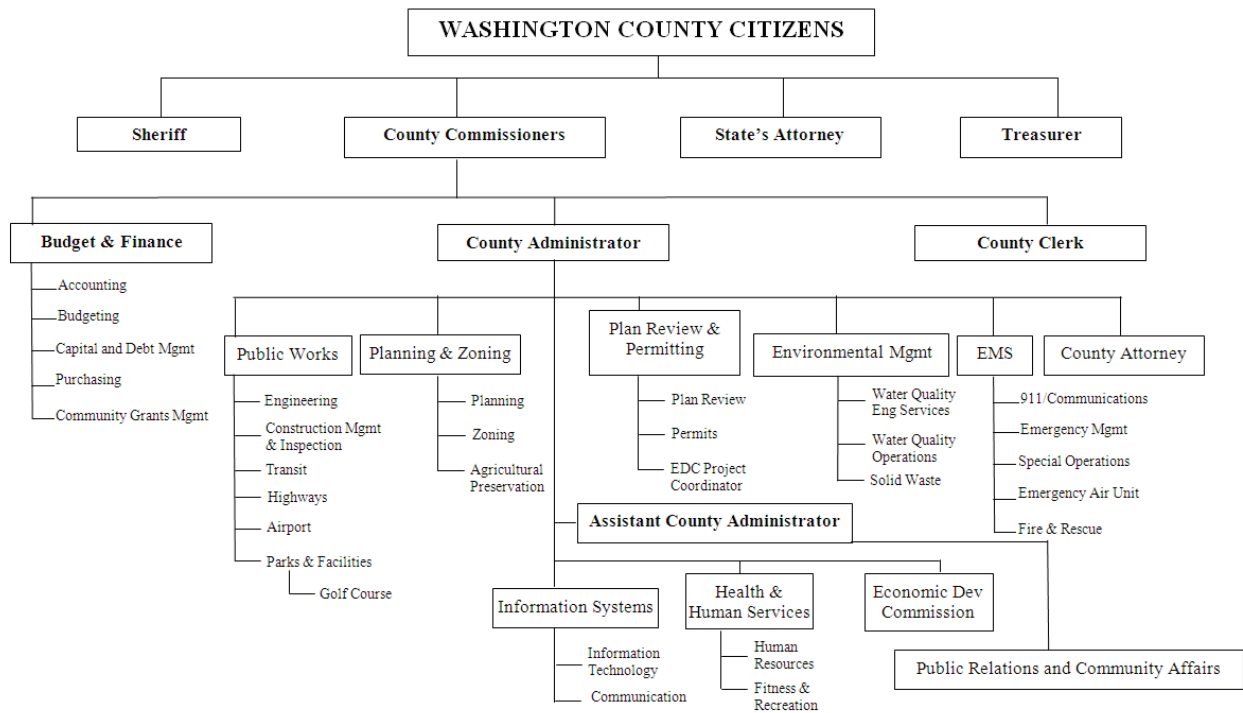 WASHINGTON COUNTY CITIZENS
Sheriff
County Commissioners
State's Attorney
Treasurer
Budget & Finance
County Administrator
County Clerk
Accounting
Budgeting
Capital and Debt Mgmt
Purchasing
Community Grants Mgmt
Public Works
Engineering
Construction Mgmt
& Inspection
Transit
Highways
Airport
Parks & Facilities
Golf Course
Planning & Zoning
Planning
Zoning
Agricultural
Preservation
Plan Review &
Permitting
Plan Review
Permits
EDC Project
Coordinator
Environmental Mgmt
Water Quality
Eng Services
Water Quality
Operations
Solid Waste
EMS
911/Communications
Emergency Mgmt
Special Operations
Emergency Air Unit
Fire & Rescue
County Attorney
Assistant County Administrator
Information Systems
Information
Technology
Communication
Health &
Human Services
Human
Resources
Fitness &
Recreation
Economic Dev
Commission
Public Relations and Community Affairs